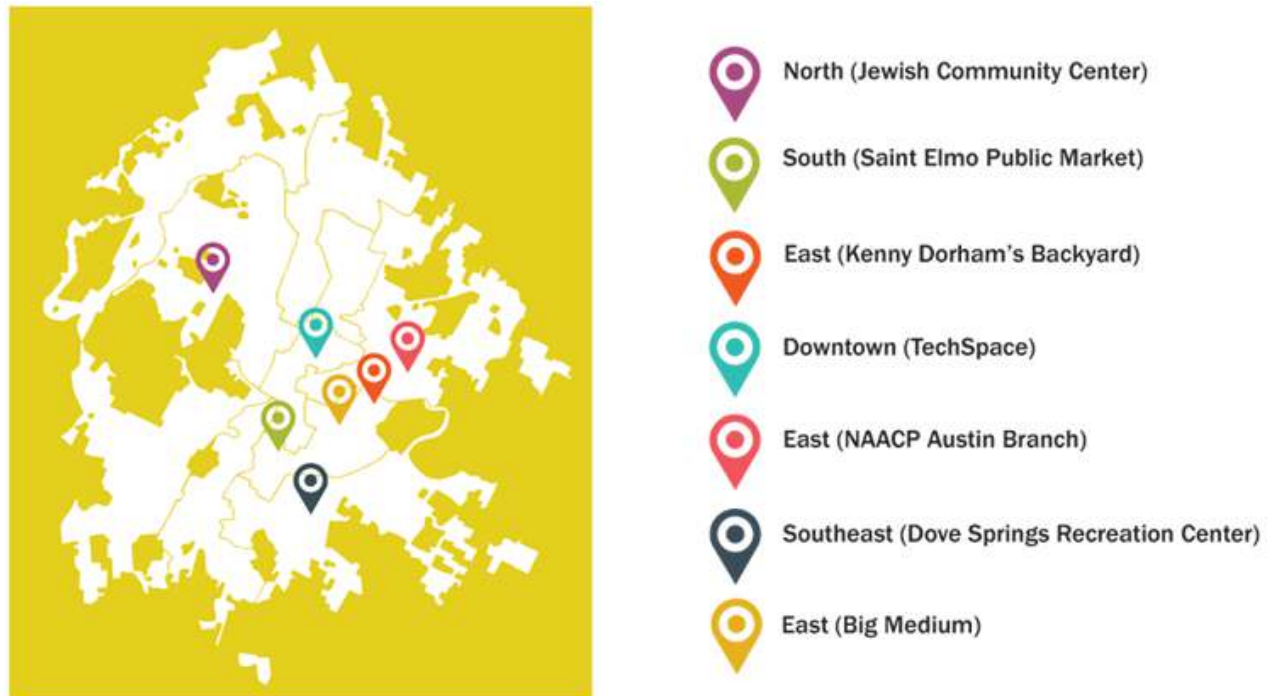 North (Jewish Community Center)
South (Saint Elmo Public Market)
East (Kenny Dorham's Backyard)
Downtown (TechSpace)
East (NAACP Austin Branch)
Southeast (Dove Springs Recreation Center)
East (Big Medium)